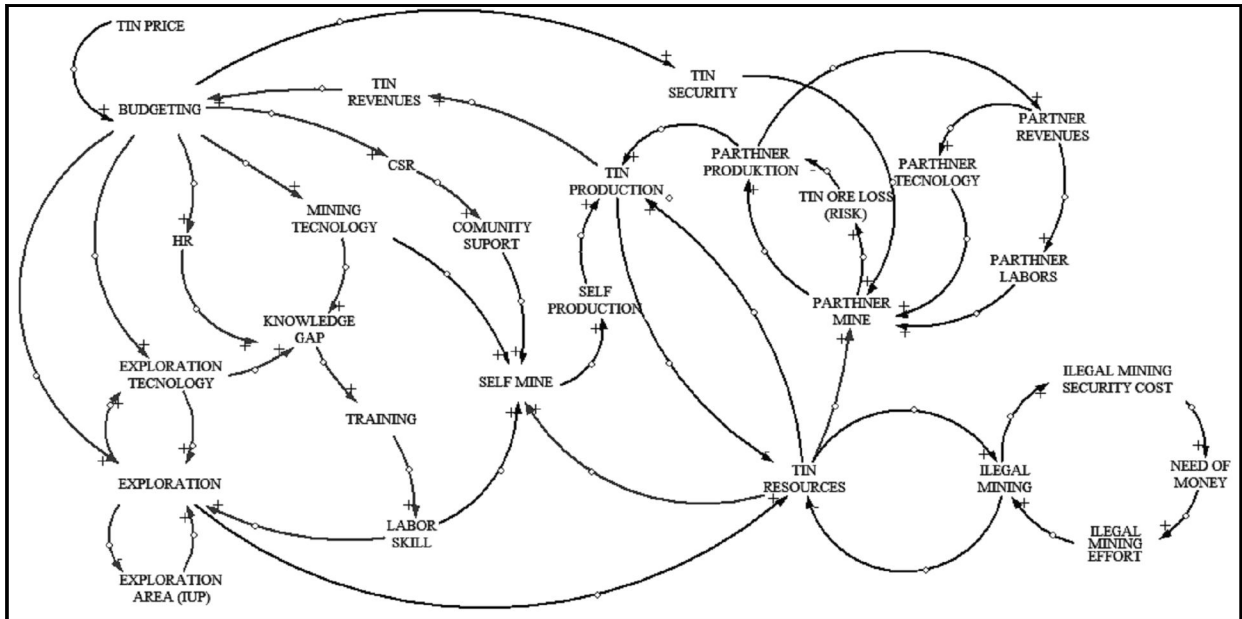 TIN PRICE
BUDGETING
TIN
REVENUES
TIN
SECURITY
CSR
HR
MINING
TECNOLOGY
COMUNITY
SUPORT
TIN
PRODUCTION
PARTHNER
PRODUKTION
PARTNER
REVENUES
PARTHNER
TECNOLOGY
TIN ORE LOSS
(RISK)
PARTHNER
LABORS
SELF
PRODUCTION
PARTHNER
MINE
KNOWLEDGE
GAP
EXPLORATION
TECNOLOGY
SELF MINE
TRAINING
ILEGAL MINING
SECURITY COST
EXPLORATION
TIN
RESOURCES
ILEGAL
MINING
NEED OF
MONEY
LABOR
SKILL
ILEGAL
MINING
EFFORT
EXPLORATION
AREA (IUP)